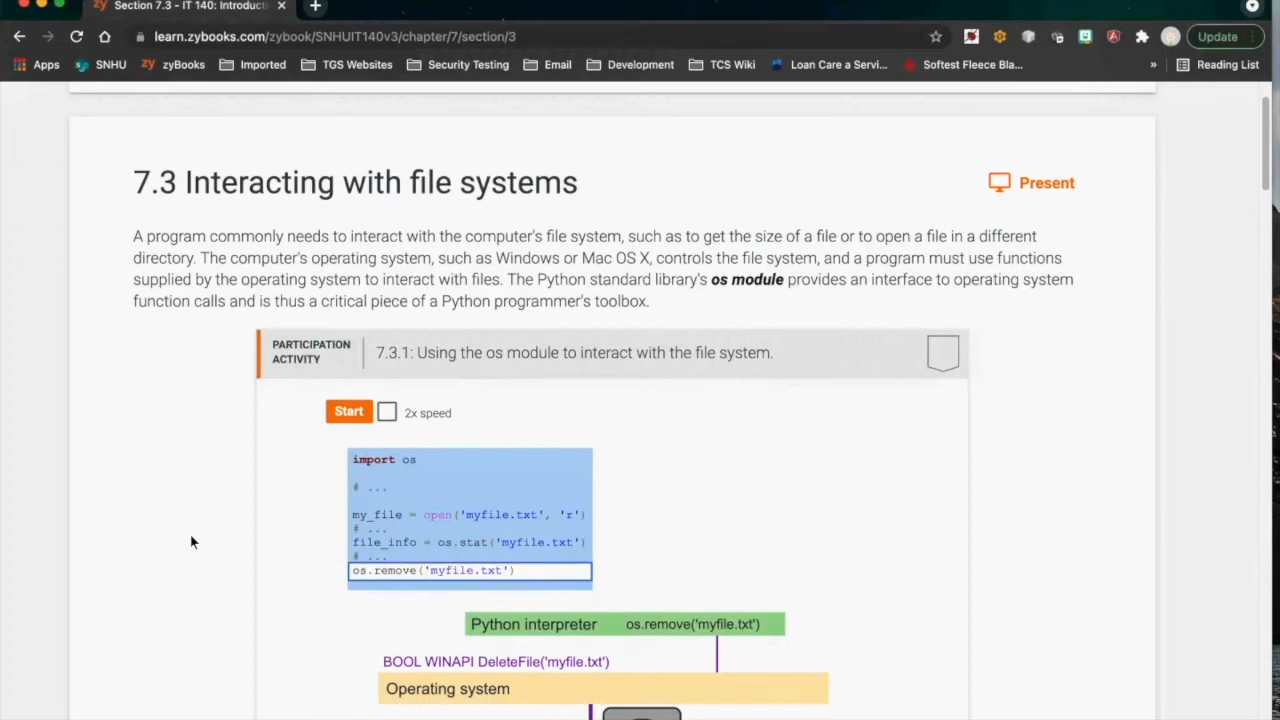 zy Section 7.3 - IT 140: Introducti
learn.zybooks.com/zybook/SNHUIT140v3/chapter/7/section/3
Update
Apps SNHU zy zyBooks Imported TGS Websites Security Testing Email Development TCS Wiki Loan Care a Servi... Softest Fleece Bla... » Reading List
7.3 Interacting with file systems
Present
A program commonly needs to interact with the computer's file system, such as to get the size of a file or to open a file in a different
directory. The computer's operating system, such as Windows or Mac OS X, controls the file system, and a program must use functions
supplied by the operating system to interact with files. The Python standard library's os module provides an interface to operating system
function calls and is thus a critical piece of a Python programmer's toolbox.
PARTICIPATION
ACTIVITY
7.3.1: Using the os module to interact with the file system.
Start 2x speed
import os
# ...
my_file = open('myfile.txt', 'r')
# ...
file_info = os.stat('myfile.txt')
# ...
os.remove('myfile.txt')
Python interpreter os.remove('myfile.txt')
BOOL WINAPI DeleteFile('myfile.txt')
Operating system